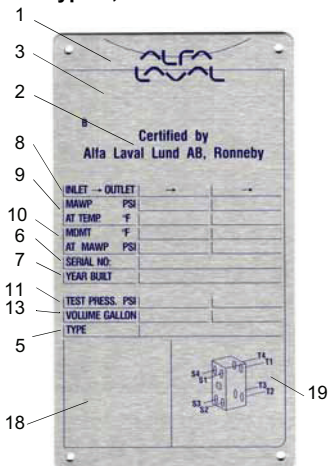 1
3
2
8
9
10
6
7
11
13
5
18
19
ALFA
LAVAL
B
Certified by
Alfa Laval Lund AB, Ronneby
INLET → OUTLET → →
MAWP PSI
AT TEMP. °F
MDMT °F
AT MAWP PSI
SERIAL NO:
YEAR BUILT
TEST PRESS. PSI
VOLUME GALLON
TYPE
S4
S1
T4
T1
S3
S2
T3
T2